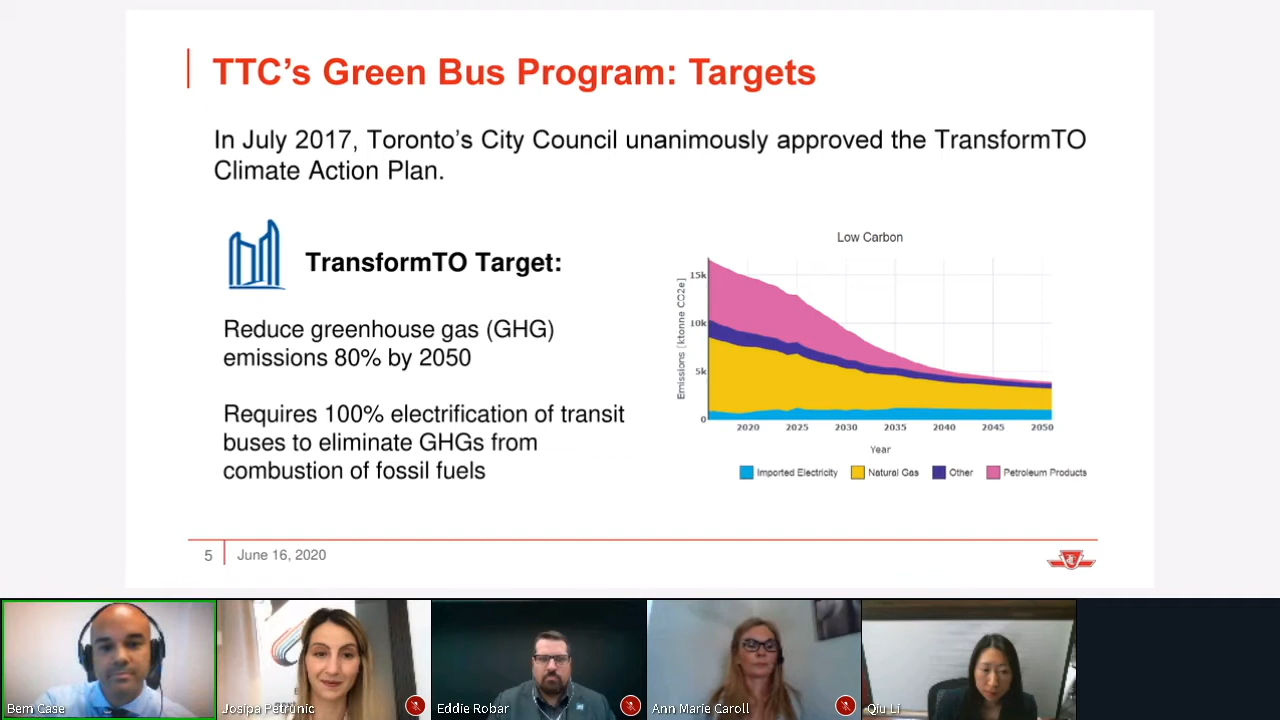 TTC's Green Bus Program: Targets
In July 2017, Toronto's City Council unanimously approved the TransformTO
Climate Action Plan.
TransformTO Target:
Reduce greenhouse gas (GHG)
emissions 80% by 2050
Requires 100% electrification of transit
buses to eliminate GHGs from
combustion of fossil fuels
Low Carbon
Emissions [ktonne CO2e]
15k
10k
5k
0
2020 2025 2030 2035 2040 2045 2050
Year
Imported Electricity Natural Gas Other Petroleum Products
5 June 16, 2020
Bem Case Josipa Petrunic Eddie Robar Ann Marie Caroll Qiu Li